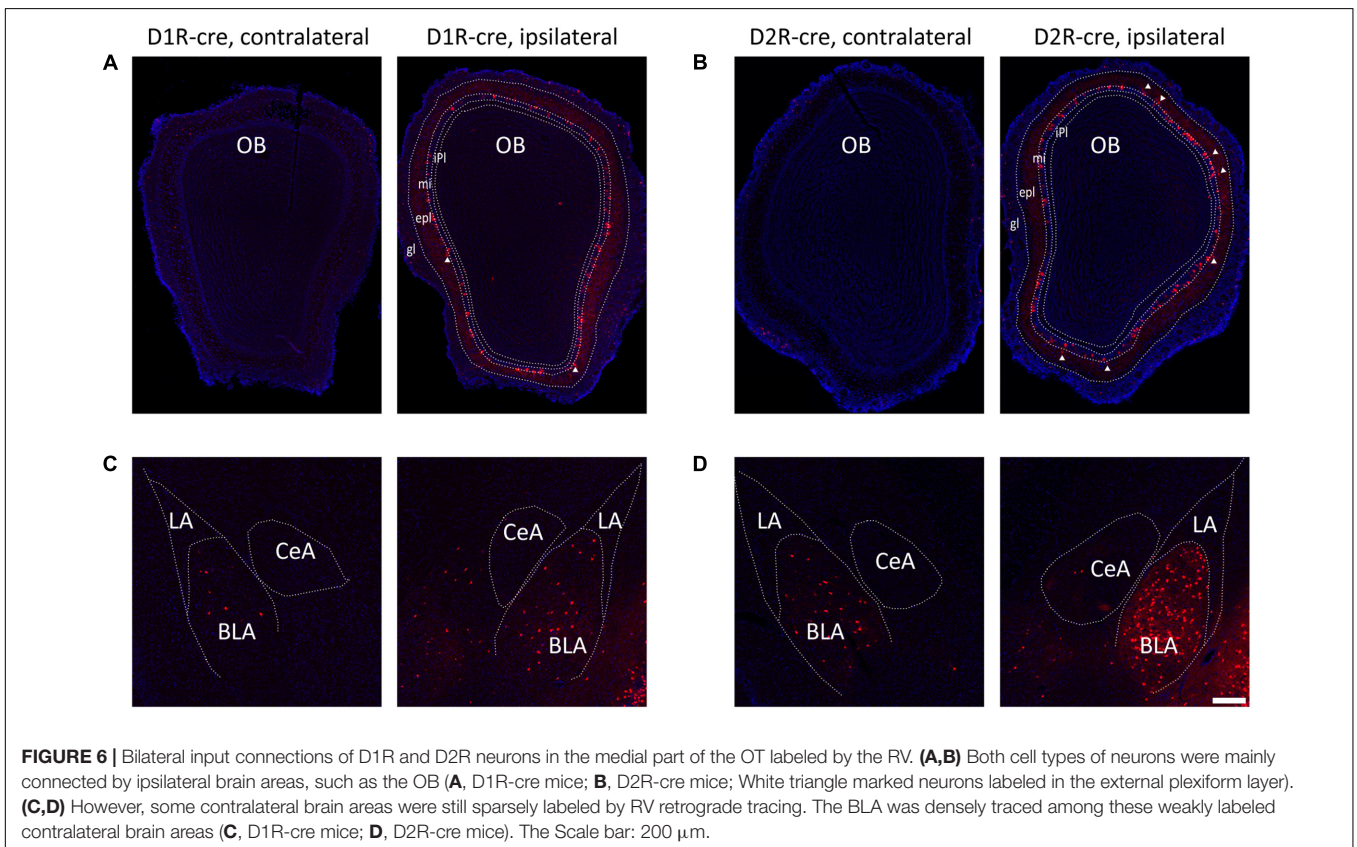 D1R-cre, contralateral
D1R-cre, ipsilateral
D2R-cre, contralateral
D2R-cre, ipsilateral
A
OB
OB
iPl
mi
epl
gl
B
OB
OB
iPl
mi
epl
gl
C
LA
CeA
BLA
LA
CeA
BLA
D
LA
CeA
BLA
LA
CeA
BLA
FIGURE 6 | Bilateral input connections of D1R and D2R neurons in the medial part of the OT labeled by the RV. (A,B) Both cell types of neurons were mainly
connected by ipsilateral brain areas, such as the OB (A, D1R-cre mice; B, D2R-cre mice; White triangle marked neurons labeled in the external plexiform layer).
(C,D) However, some contralateral brain areas were still sparsely labeled by RV retrograde tracing. The BLA was densely traced among these weakly labeled
contralateral brain areas (C, D1R-cre mice; D, D2R-cre mice). The Scale bar: 200 μm.